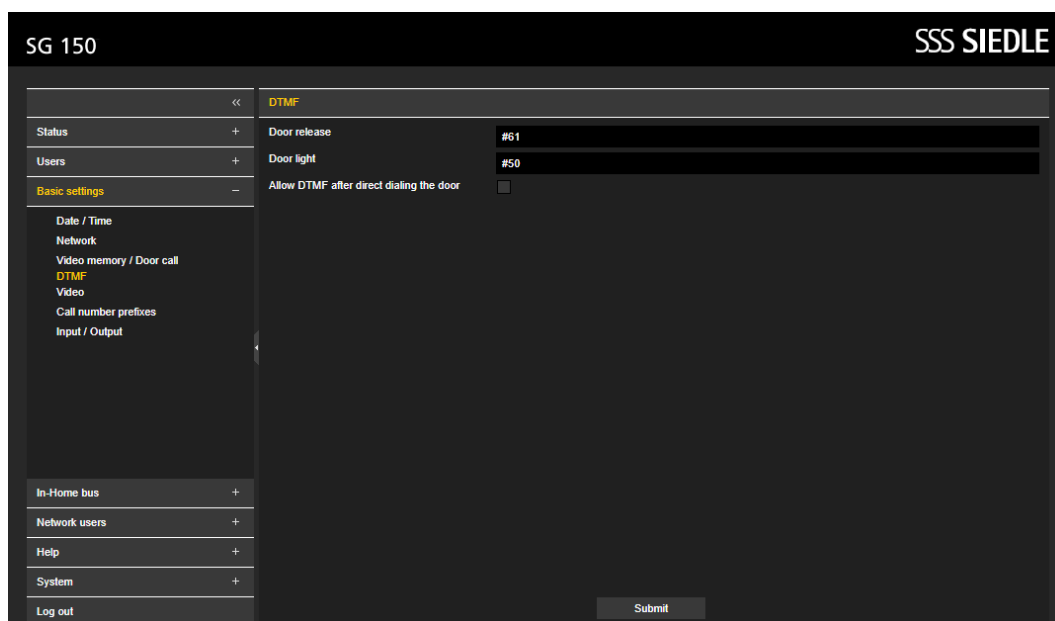 SG 150
SSS SIEDLE
«
DTMF
Status +
Users +
Basic settings −
Date / Time
Network
Video memory / Door call
DTMF
Video
Call number prefixes
Input / Output
In-Home bus +
Network users +
Help +
System +
Log out
Door release #61
Door light #50
Allow DTMF after direct dialing the door
Submit